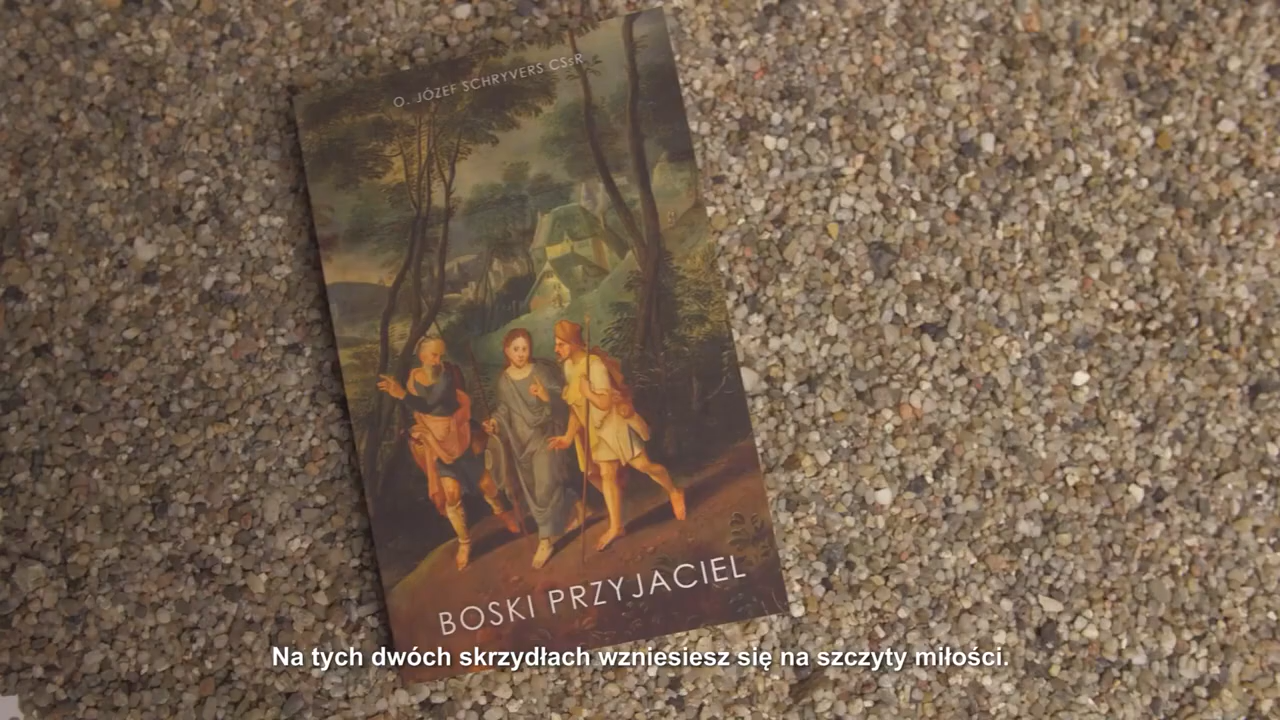 O. JÓZEF SCHRYVERS CSsR
BOSKI PRZYJACIEL
Na tych dwóch skrzydłach wzniesiesz się na szczyty miłości.